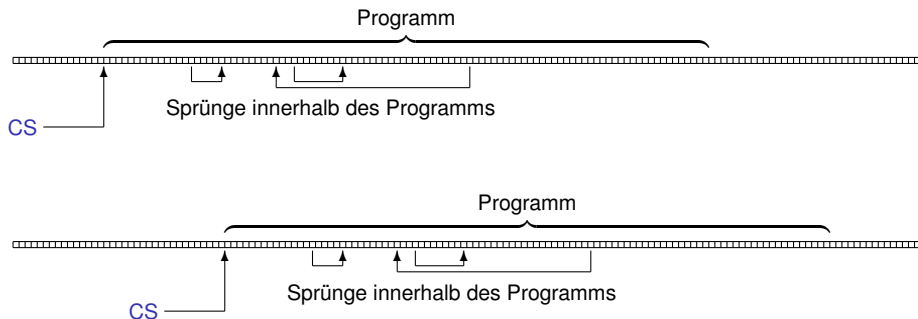 Programm
Sprünge innerhalb des Programms
CS
Programm
Sprünge innerhalb des Programms
CS